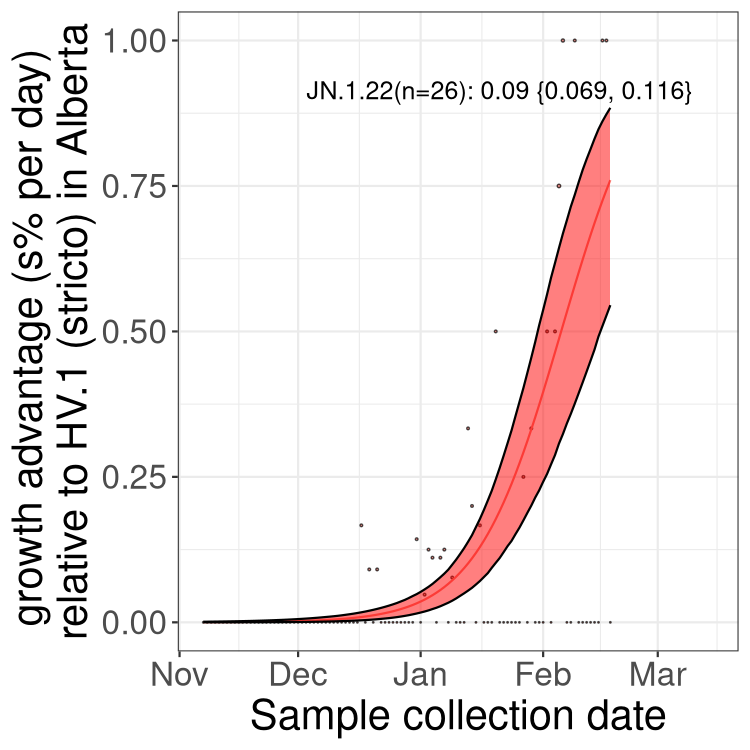 growth advantage (s% per day)
relative to HV.1 (stricto) in Alberta
1.00
0.75
0.50
0.25
0.00
JN.1.22(n=26): 0.09 {0.069, 0.116}
Nov Dec Jan Feb Mar
Sample collection date